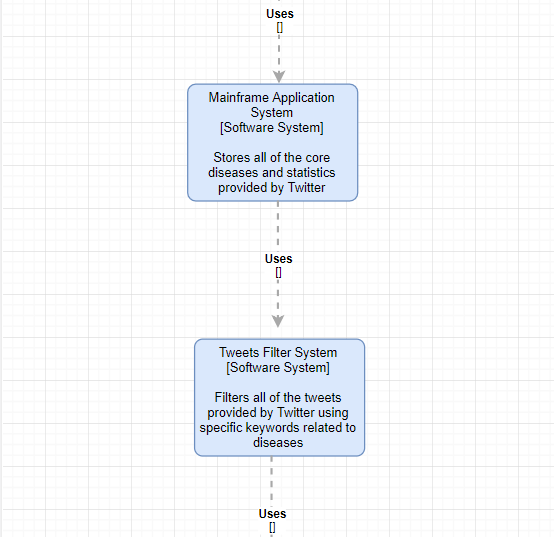 Uses
[]
Mainframe Application
System
[Software System]
Stores all of the core
diseases and statistics
provided by Twitter
Uses
[]
Tweets Filter System
[Software System]
Filters all of the tweets
provided by Twitter using
specific keywords related to
diseases
Uses
[]